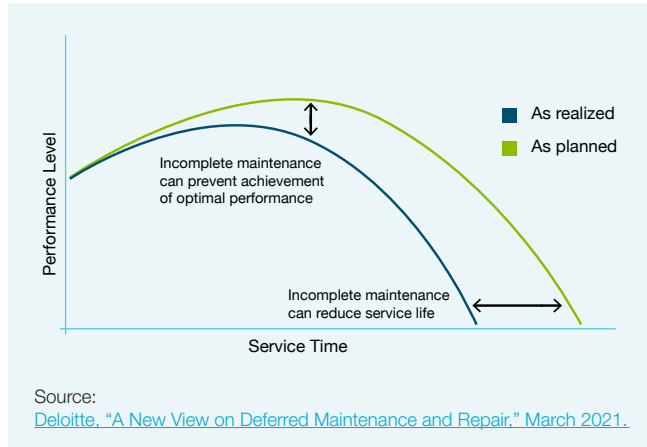 As realized
As planned
Incomplete maintenance
can prevent achievement
of optimal performance
Performance Level
Incomplete maintenance
can reduce service life
Service Time
Source:
Deloitte, “A New View on Deferred Maintenance and Repair,” March 2021.